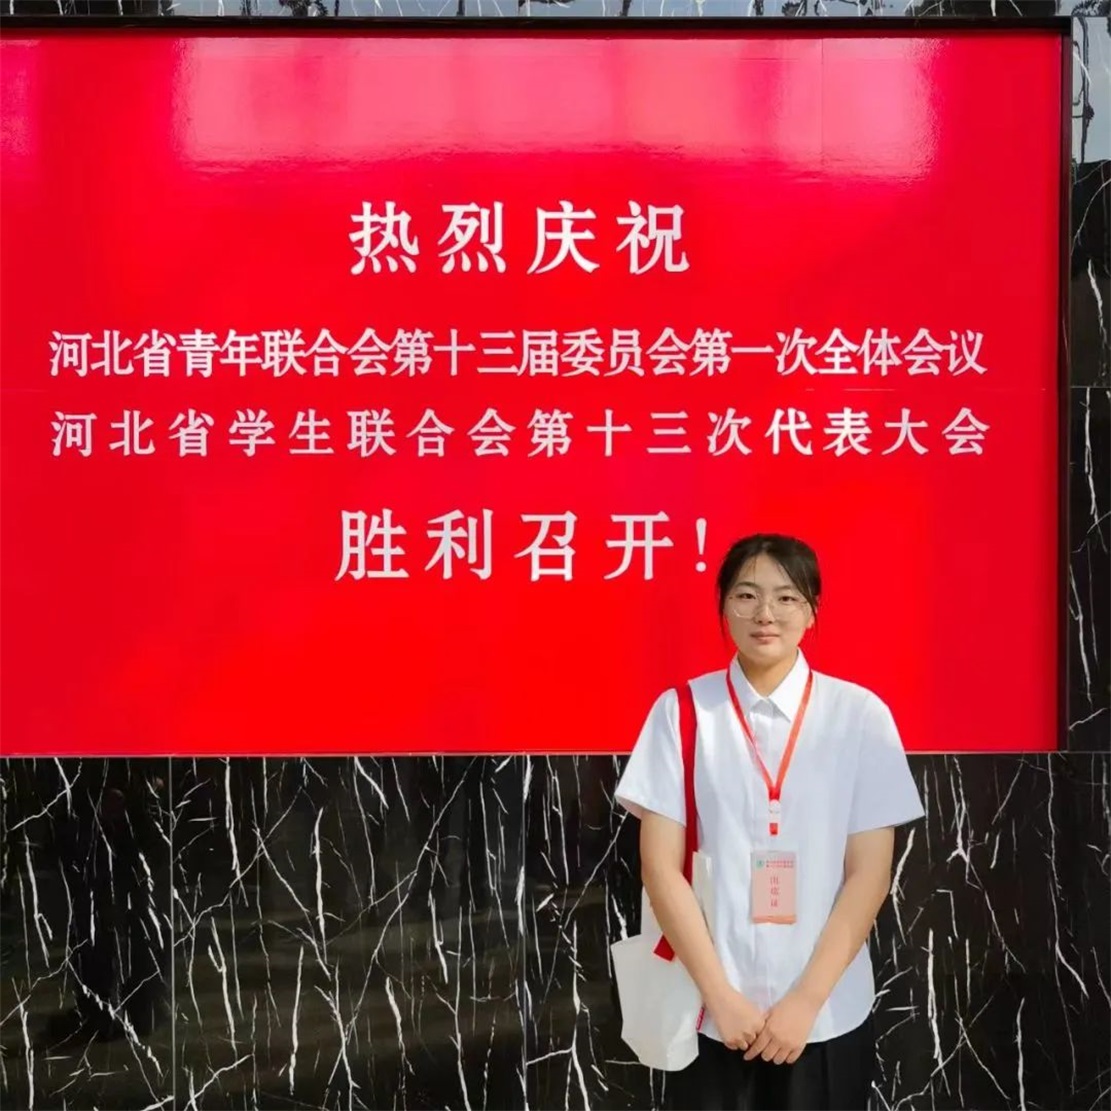 热烈庆祝
河北省青年联合会第十三届委员会第一次全体会议
河北省学生联合会第十三次代表大会
胜利召开!